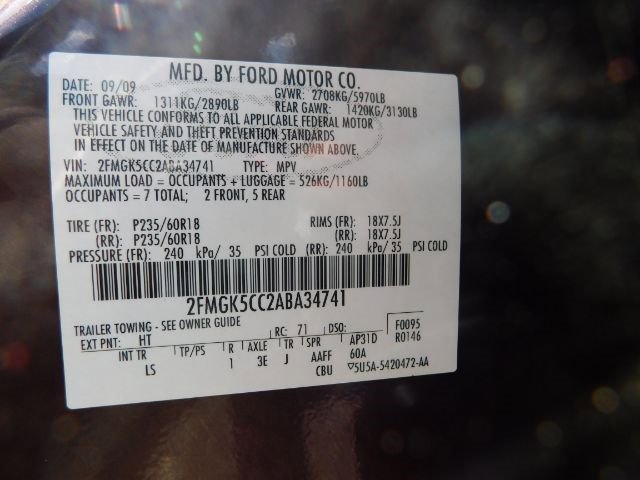 MFD. BY FORD MOTOR CO.
DATE: 09/09 GVWR: 2708KG/5970LB
FRONT GAWR: 1311KG/2890LB REAR GAWR: 1420KG/3130LB
THIS VEHICLE CONFORMS TO ALL APPLICABLE FEDERAL MOTOR
VEHICLE SAFETY AND THEFT PREVENTION STANDARDS
IN EFFECT ON THE DATE OF MANUFACTURE SHOWN ABOVE.
VIN: 2FMGK5CC2ABA34741 TYPE: MPV
MAXIMUM LOAD = OCCUPANTS + LUGGAGE = 526KG/1160LB
OCCUPANTS = 7 TOTAL; 2 FRONT, 5 REAR
TIRE (FR): P235/60R18 RIMS (FR): 18X7.5J
(RR): P235/60R18 (RR): 18X7.5J
PRESSURE (FR): 240 kPa/ 35 PSI COLD (RR): 240 kPa/ 35 PSI COLD
2FMGK5CC2ABA34741
TRAILER TOWING - SEE OWNER GUIDE
EXT PNT: HT RC: 71 DSO: F0095
INT TR TP/PS R AXLE TR SPR AP31D R0146
LS 1 3E J AAFF 60A
CBU ▽5U5A-5420472-AA